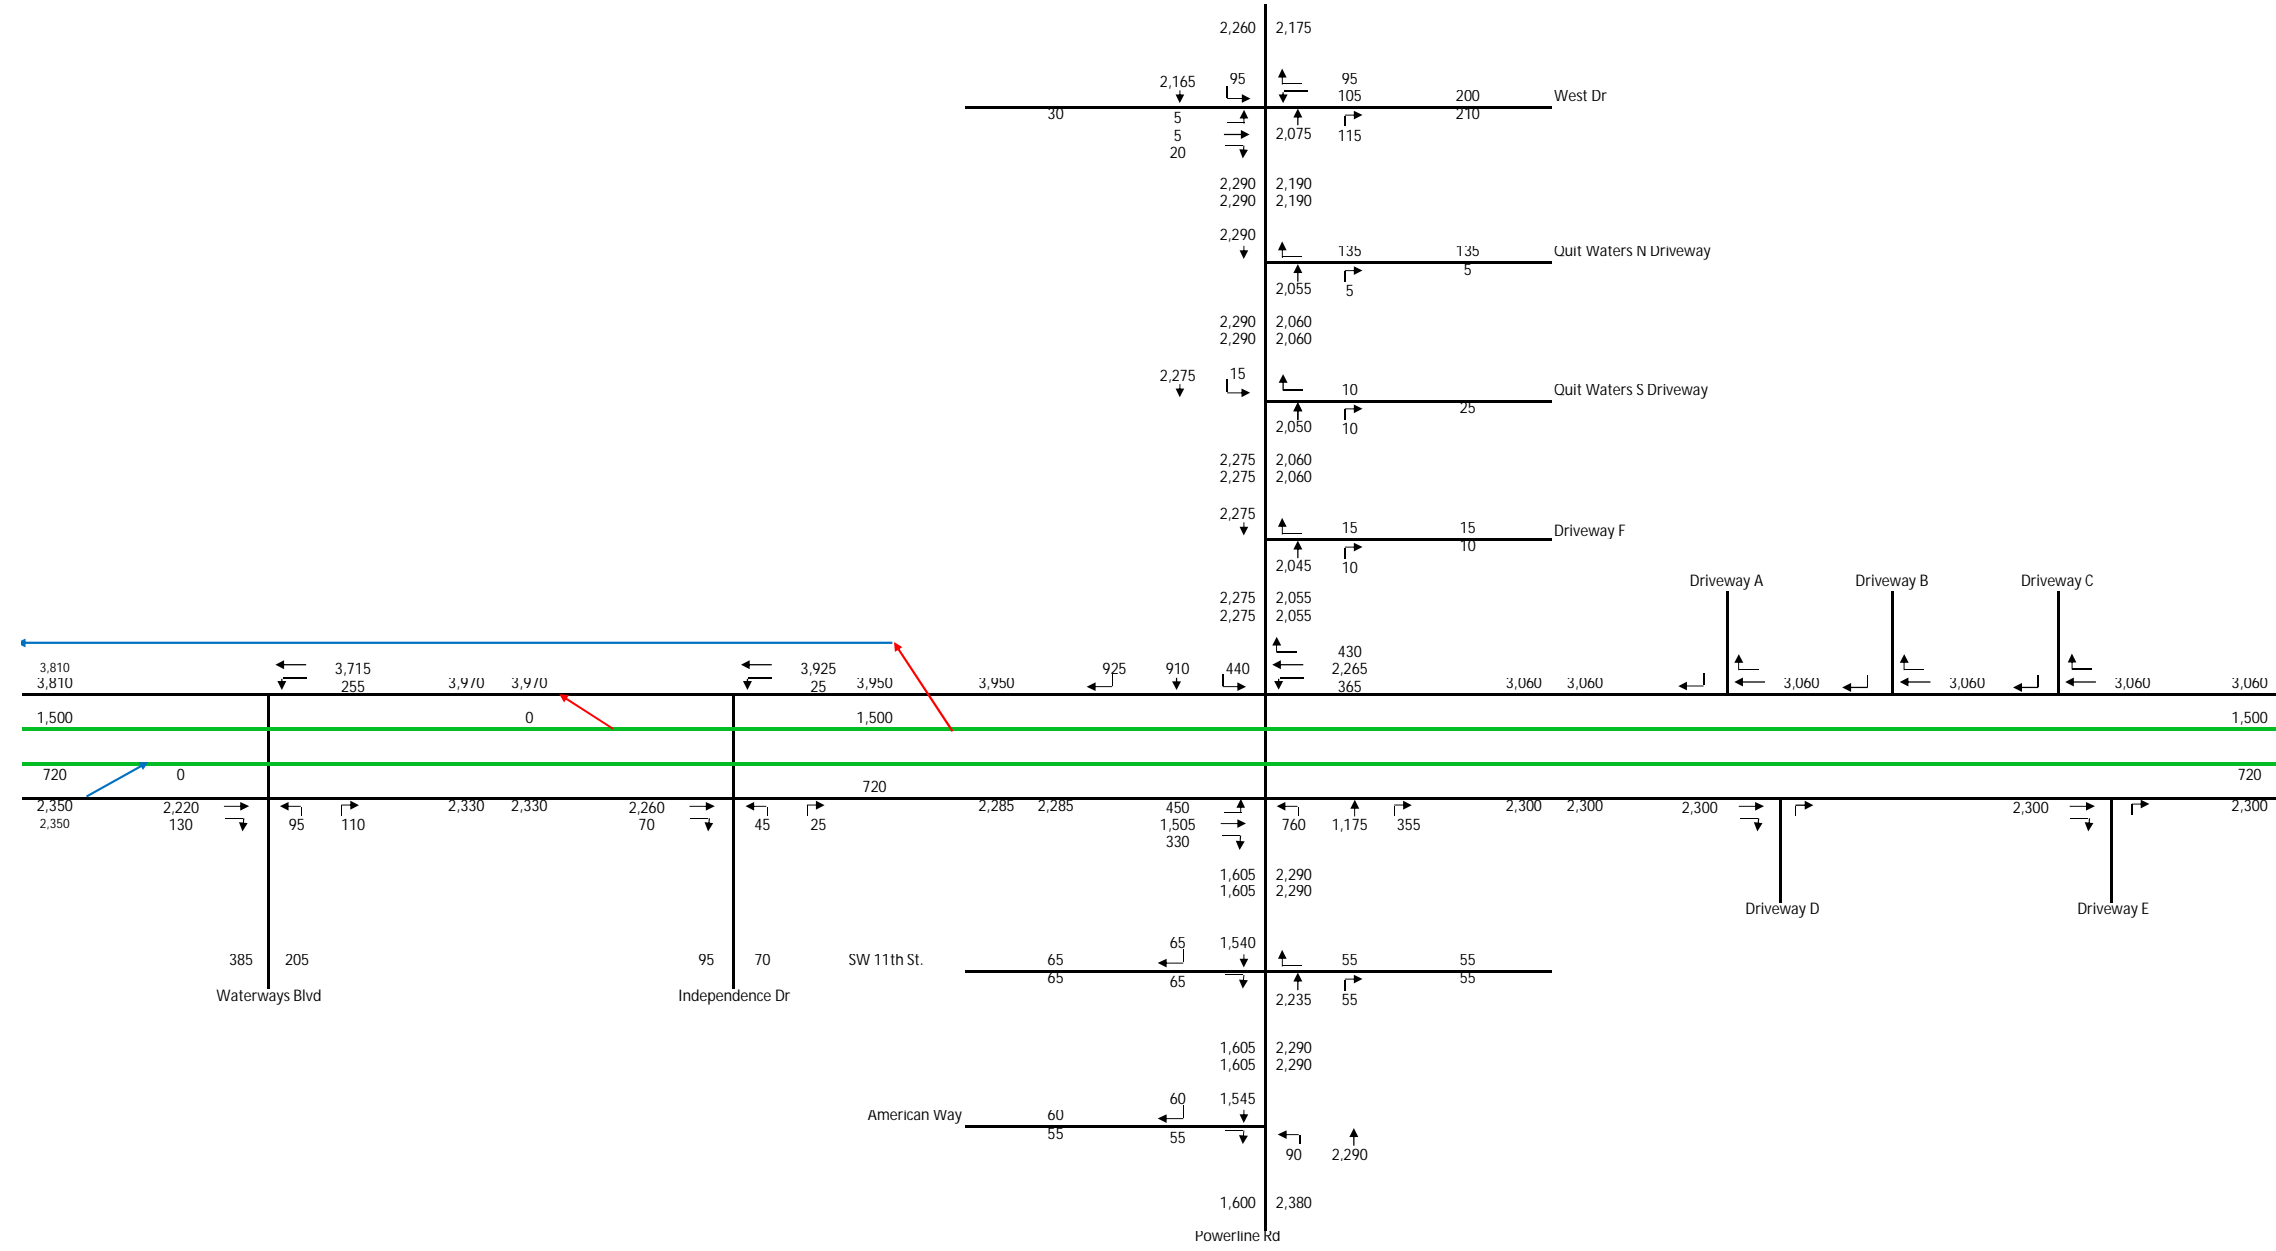 2,260 2,175
2,165 95 95
105 200 West Dr
30 5 210
5 2,075 115
20
2,290 2,190
2,290 2,190
2,290
135 135 Quit Waters N Driveway
5
2,055 5
2,290 2,060
2,290 2,060
2,275 15
10 Quit Waters S Driveway
25
2,050 10
2,275 2,060
2,275 2,060
2,275
15 15 Driveway F
10
2,045 10
Driveway A Driveway B Driveway C
2,275 2,055
2,275 2,055
430
3,810 3,715 3,925 925 910 440 2,265
3,810 255 3,970 3,970 25 3,950 3,950 365 3,060 3,060 3,060 3,060 3,060 3,060
1,500 0 1,500 1,500
720 0 720
720
2,350 2,220 2,330 2,330 2,260 2,285 2,285 450 2,300 2,300 2,300 2,300 2,300
2,350 130 95 110 70 45 25 1,505 760 1,175 355
330
1,605 2,290
1,605 2,290
Driveway D Driveway E
65 1,540
385 205 95 70 SW 11th St. 65 55 55
65 65 55
2,235 55
Waterways Blvd Independence Dr
1,605 2,290
1,605 2,290
60 1,545
American Way 60
55 55
90 2,290
1,600 2,380
Powerline Rd